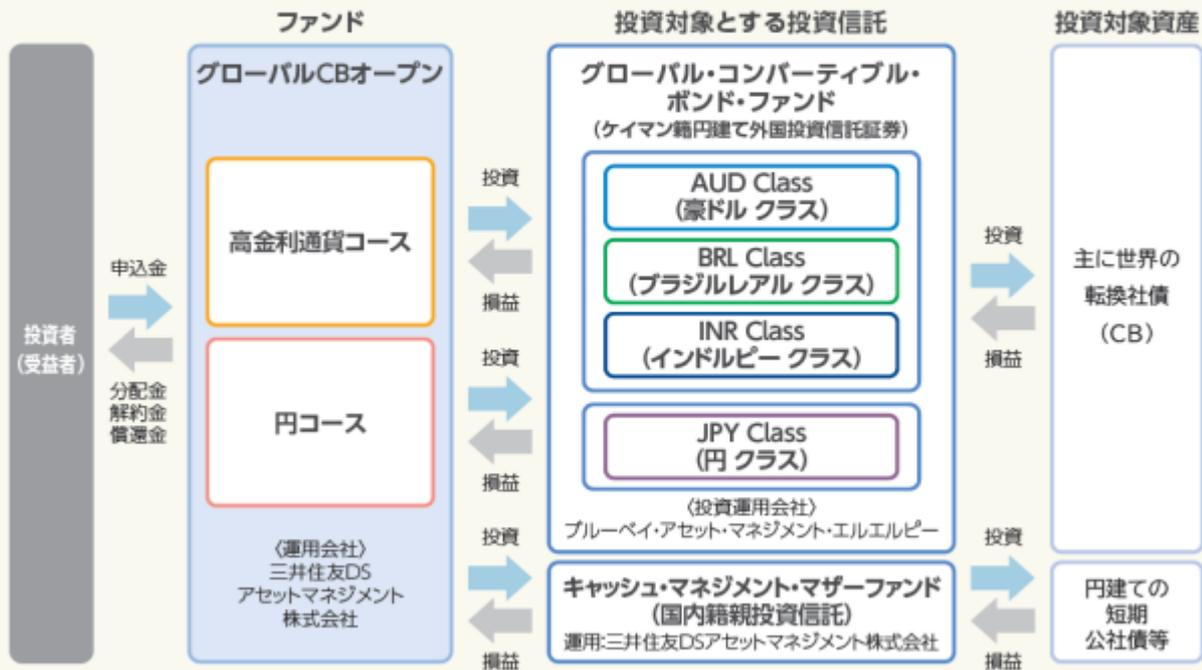 ファンド
投資対象とする投資信託
投資対象資産
投資者
(受益者)
申込金
分配金
解約金
償還金
グローバルCBオープン
高金利通貨コース
円コース
〈運用会社〉
三井住友DS
アセットマネジメント
株式会社
投資
損益
投資
損益
投資
損益
グローバル・コンバーティブル・
ボンド・ファンド
(ケイマン籍円建て外国投資信託証券)
AUD Class
(豪ドル クラス)
BRL Class
(ブラジルレアル クラス)
INR Class
(インドルピー クラス)
JPY Class
(円 クラス)
〈投資運用会社〉
ブルーベイ・アセット・マネジメント・エルエルピー
キャッシュ・マネジメント・マザーファンド
(国内籍親投資信託)
運用:三井住友DSアセットマネジメント株式会社
投資
損益
投資
損益
主に世界の
転換社債
(CB)
円建ての
短期
公社債等